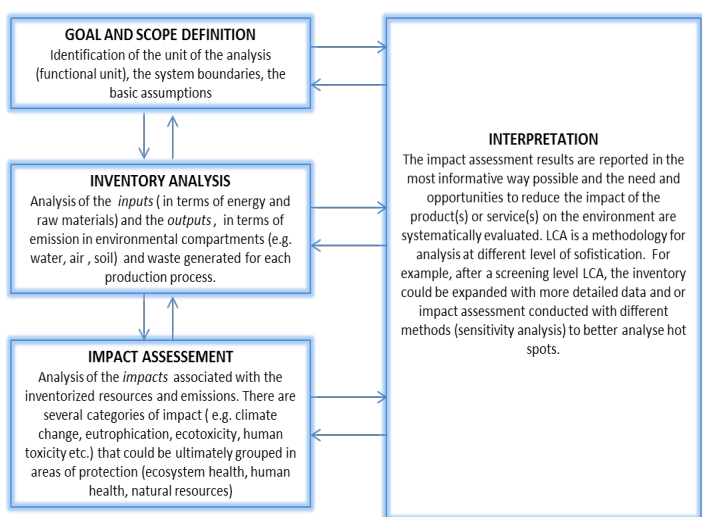 GOAL AND SCOPE DEFINITION
Identification of the unit of the analysis
(functional unit), the system boundaries, the
basic assumptions
INVENTORY ANALYSIS
Analysis of the inputs ( in terms of energy and
raw materials) and the outputs , in terms of
emission in environmental compartments (e.g.
water, air , soil) and waste generated for each
production process.
IMPACT ASSESSEMENT
Analysis of the impacts associated with the
inventorized resources and emissions. There are
several categories of impact ( e.g. climate
change, eutrophication, ecotoxicity, human
toxicity etc.) that could be ultimately grouped in
areas of protection (ecosystem health, human
health, natural resources)
INTERPRETATION
The impact assessment results are reported in the
most informative way possible and the need and
opportunities to reduce the impact of the
product(s) or service(s) on the environment are
systematically evaluated. LCA is a methodology for
analysis at different level of sofistication. For
example, after a screening level LCA, the inventory
could be expanded with more detailed data and or
impact assessment conducted with different
methods (sensitivity analysis) to better analyse hot
spots.